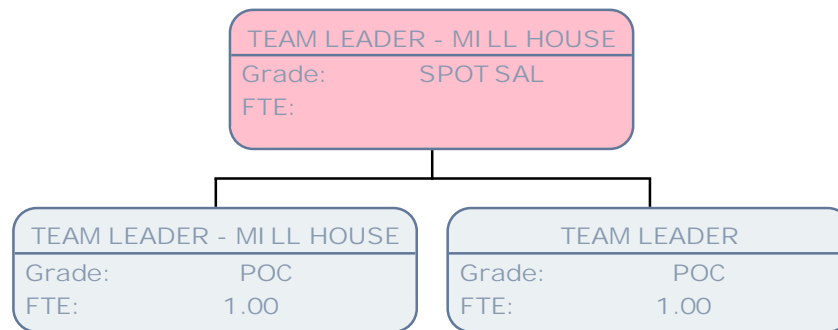 TEAM LEADER - MILL HOUSE
Grade: SPOT SAL
FTE:
TEAM LEADER - MILL HOUSE
Grade: POC
FTE: 1.00
TEAM LEADER
Grade: POC
FTE: 1.00